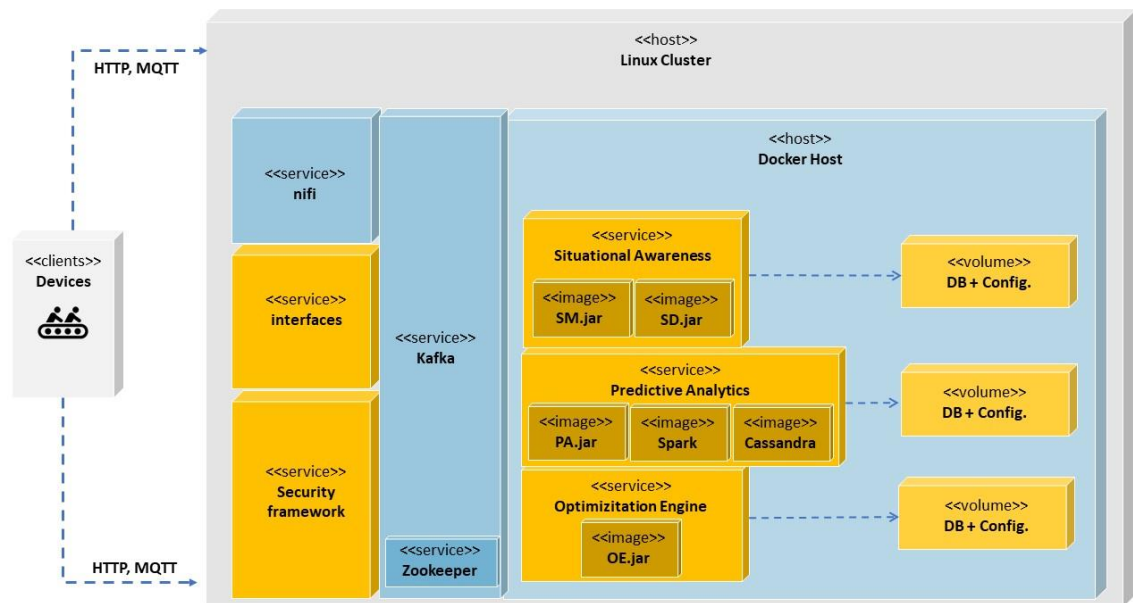 <<host>>
Linux Cluster
HTTP, MQTT
<<clients>>
Devices
HTTP, MQTT
<<service>>
nifi
<<service>>
interfaces
<<service>>
Security
framework
<<service>>
Kafka
<<service>>
Zookeeper
<<host>>
Docker Host
<<service>>
Situational Awareness
<<image>>
SM.jar
<<image>>
SD.jar
<<volume>>
DB + Config.
<<service>>
Predictive Analytics
<<image>>
PA.jar
<<image>>
Spark
<<image>>
Cassandra
<<volume>>
DB + Config.
<<service>>
Optimizitation Engine
<<image>>
OE.jar
<<volume>>
DB + Config.